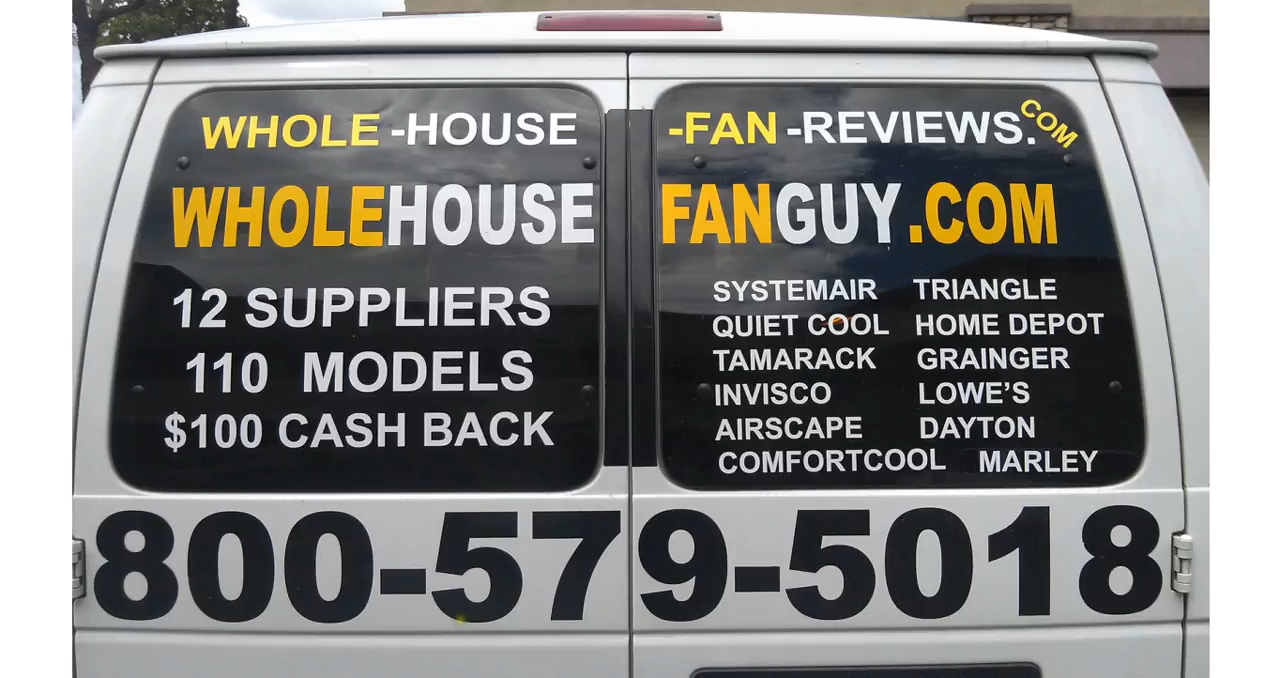 WHOLE -HOUSE -FAN -REVIEWS.COM
WHOLEHOUSE FANGUY.COM
12 SUPPLIERS
110 MODELS
$100 CASH BACK
SYSTEMAIR TRIANGLE
QUIET COOL HOME DEPOT
TAMARACK GRAINGER
INVISCO LOWE'S
AIRSCAPE DAYTON
COMFORTCOOL MARLEY
800-579-5018